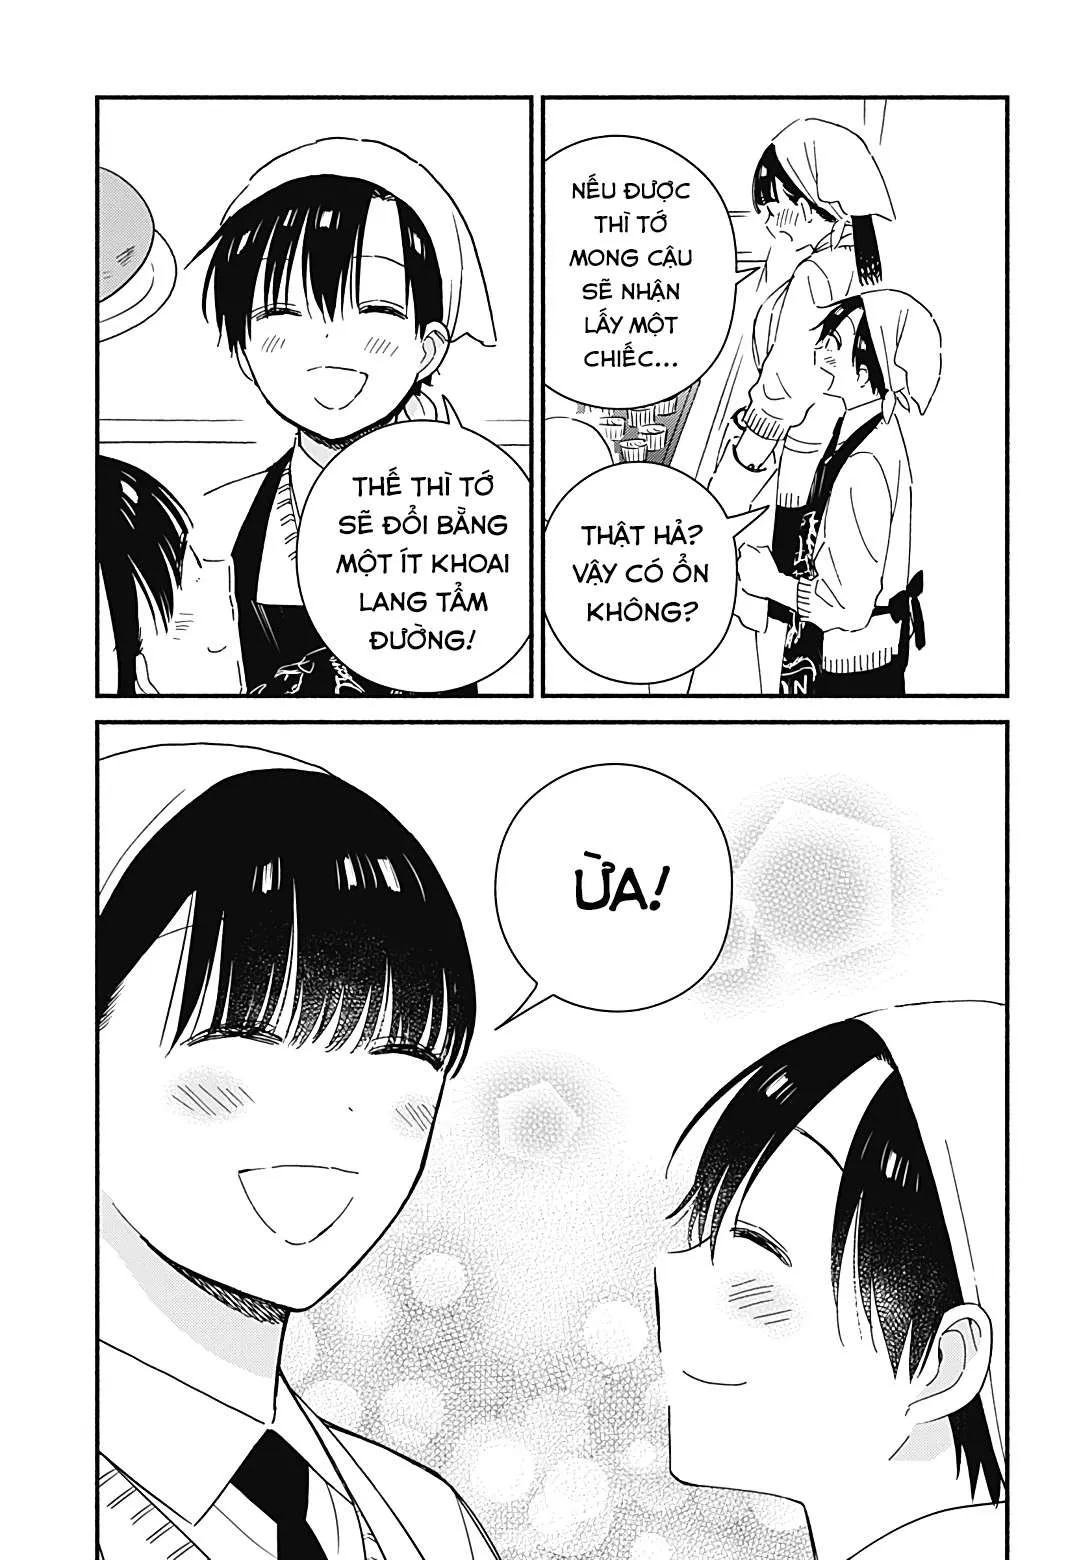 NẾU ĐƯỢC
THÌ TỚ
MONG CẬU
SẼ NHẬN
LẤY MỘT
CHIẾC...
THẬT HẢ?
VẬY CÓ ỔN
KHÔNG?
THẾ THÌ TỚ
SẼ ĐỔI BẰNG
MỘT ÍT KHOAI
LANG TẨM
ĐƯỜNG!
ỪA!